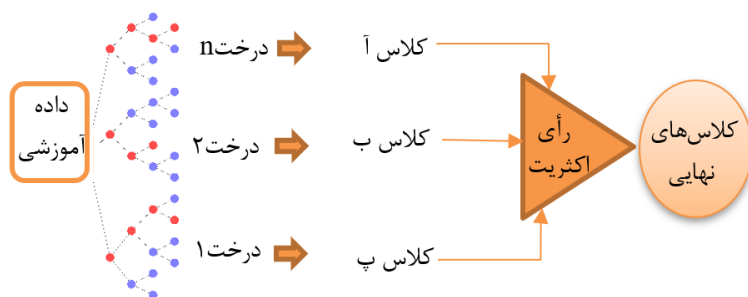 داده
آموزشی
درختn
کلاس آ
درخت۲
کلاس ب
درخت۱
کلاس پ
رأی
اکثریت
کلاس‌های
نهایی